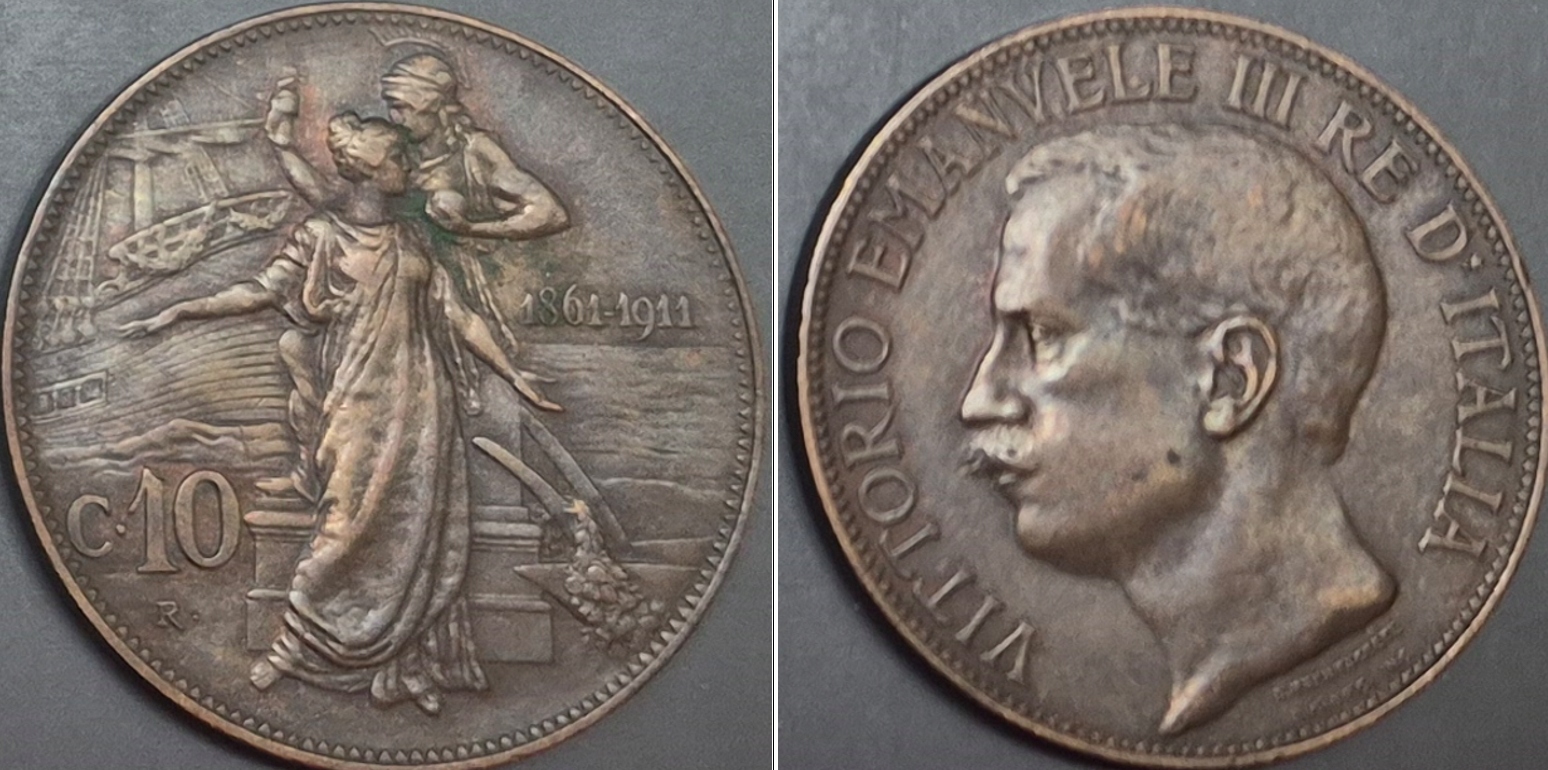 1861-1911
C·10
R·
VITTORIO EMANVELE III RE D'ITALIA